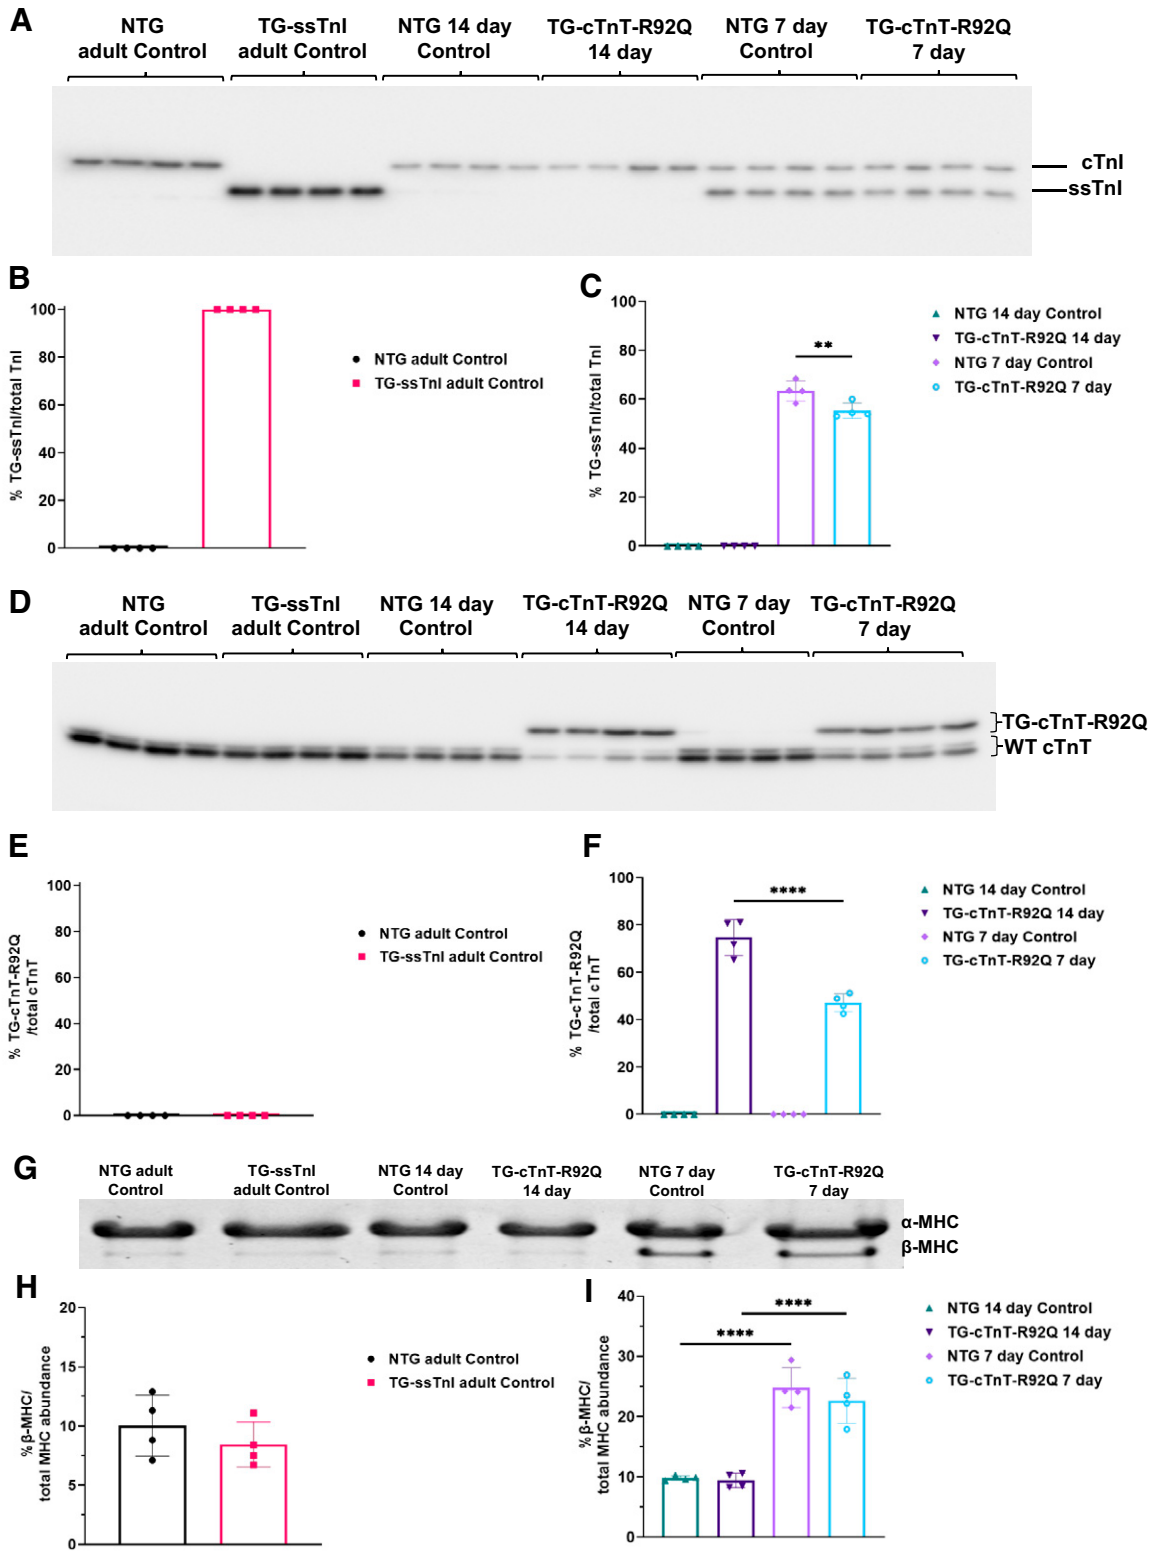 A
NTG
adult Control
TG-ssTnI
adult Control
NTG 14 day
Control
TG-cTnT-R92Q
14 day
NTG 7 day
Control
TG-cTnT-R92Q
7 day
cTnI
ssTnI
B
% TG-ssTnI/total TnI
100
80
60
40
20
0
NTG adult Control
TG-ssTnI adult Control
C
% TG-ssTnI/total TnI
100
80
60
40
20
0
**
NTG 14 day Control
TG-cTnT-R92Q 14 day
NTG 7 day Control
TG-cTnT-R92Q 7 day
D
NTG
adult Control
TG-ssTnI
adult Control
NTG 14 day
Control
TG-cTnT-R92Q
14 day
NTG 7 day
Control
TG-cTnT-R92Q
7 day
TG-cTnT-R92Q
WT cTnT
E
% TG-cTnT-R92Q
/total cTnT
100
80
60
40
20
0
NTG adult Control
TG-ssTnI adult Control
F
% TG-cTnT-R92Q
/total cTnT
100
80
60
40
20
0
****
NTG 14 day Control
TG-cTnT-R92Q 14 day
NTG 7 day Control
TG-cTnT-R92Q 7 day
G
NTG adult
Control
TG-ssTnI
adult Control
NTG 14 day
Control
TG-cTnT-R92Q
14 day
NTG 7 day
Control
TG-cTnT-R92Q
7 day
α-MHC
β-MHC
H
% β-MHC/
total MHC abundance
20
15
10
5
0
NTG adult Control
TG-ssTnI adult Control
I
% β-MHC/
total MHC abundance
40
30
20
10
0
****
****
NTG 14 day Control
TG-cTnT-R92Q 14 day
NTG 7 day Control
TG-cTnT-R92Q 7 day